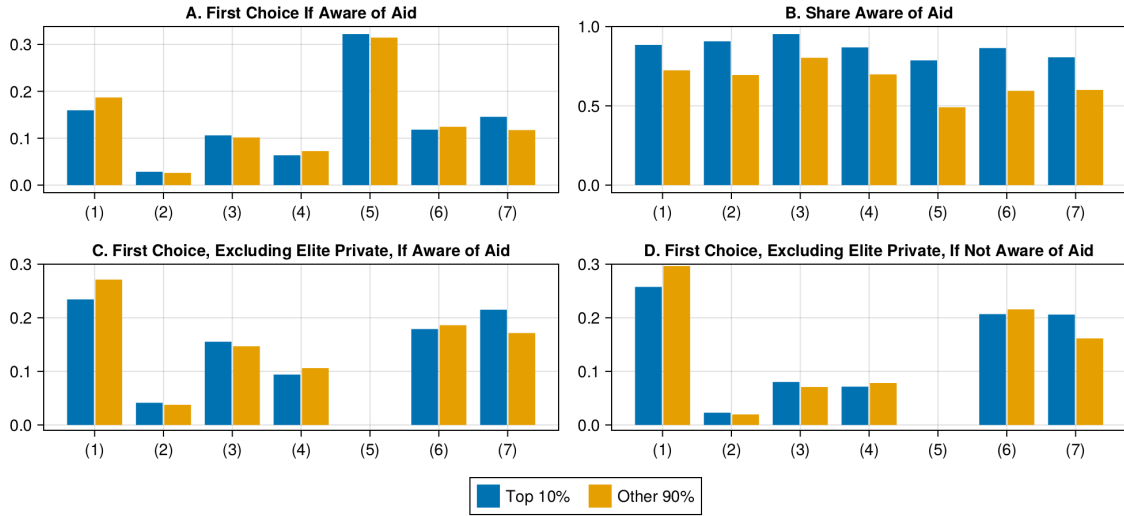 A. First Choice If Aware of Aid
0.3
0.2
0.1
0.0
(1) (2) (3) (4) (5) (6) (7)
B. Share Aware of Aid
1.0
0.5
0.0
(1) (2) (3) (4) (5) (6) (7)
C. First Choice, Excluding Elite Private, If Aware of Aid
0.3
0.2
0.1
0.0
(1) (2) (3) (4) (5) (6) (7)
D. First Choice, Excluding Elite Private, If Not Aware of Aid
0.3
0.2
0.1
0.0
(1) (2) (3) (4) (5) (6) (7)
Top 10% Other 90%